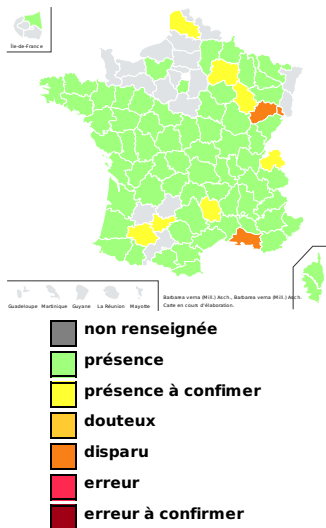 Île-de-France
Guadeloupe Martinique Guyane La Réunion Mayotte
Barbarea verna (Mill.) Asch., Barbarea verna (Mill.) Asch.
Carte en cours d'élaboration.
non renseignée
présence
présence à confimer
douteux
disparu
erreur
erreur à confirmer